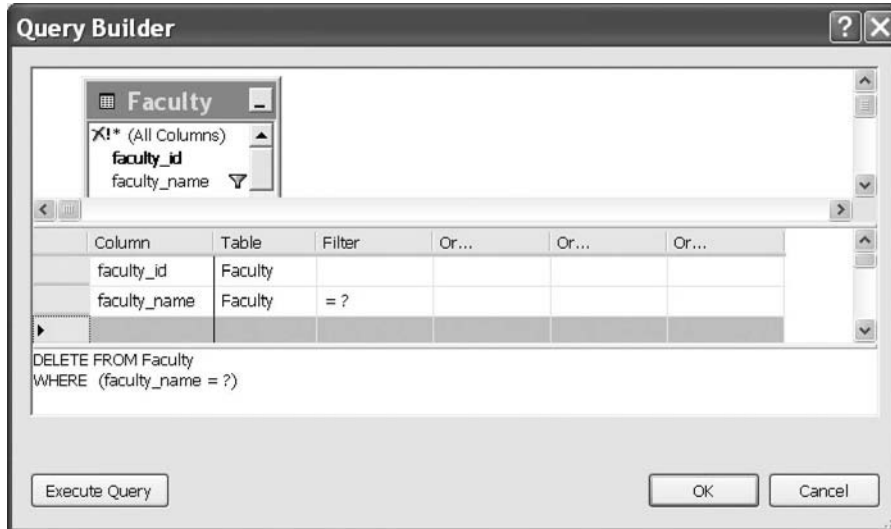 Query Builder
Faculty
* (All Columns)
faculty_id
faculty_name
Column Table Filter Or... Or... Or...
faculty_id Faculty
faculty_name Faculty = ?
DELETE FROM Faculty
WHERE (faculty_name = ?)
Execute Query OK Cancel